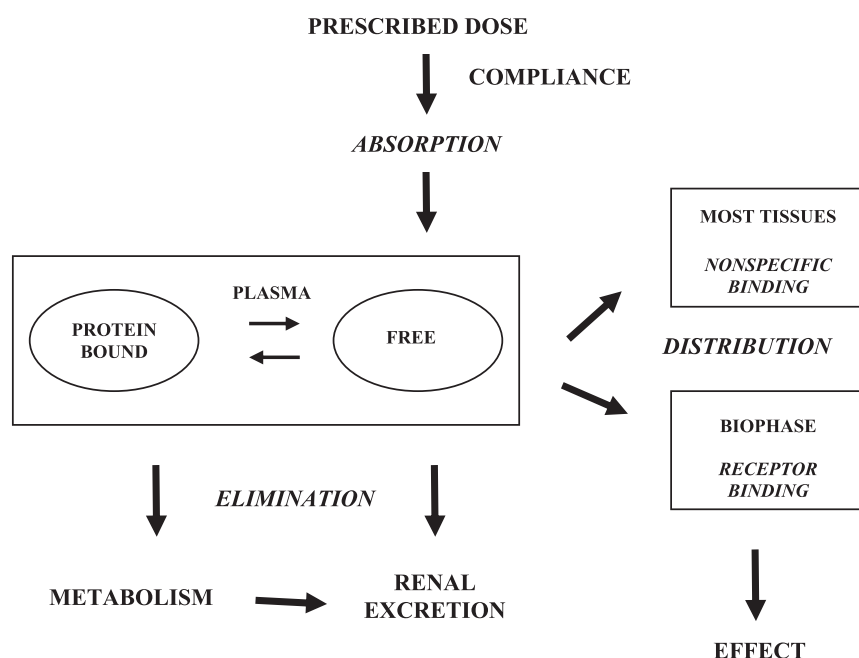 PRESCRIBED DOSE
COMPLIANCE
ABSORPTION
MOST TISSUES
NONSPECIFIC
BINDING
PLASMA
PROTEIN
BOUND
FREE
DISTRIBUTION
BIOPHASE
RECEPTOR
BINDING
ELIMINATION
METABOLISM
RENAL
EXCRETION
EFFECT